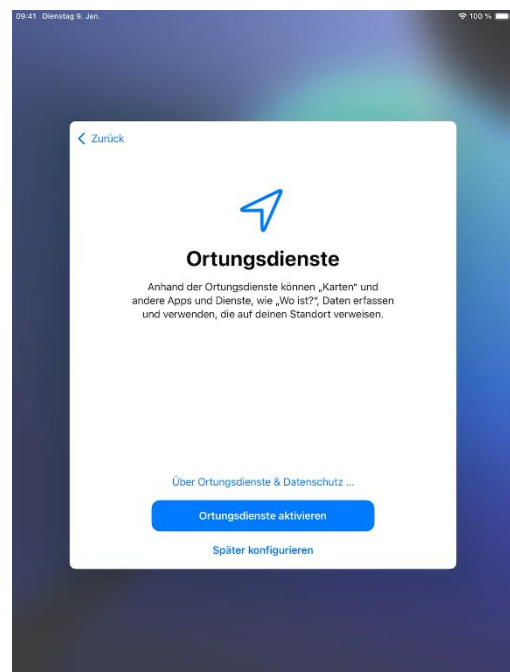 09:41 Dienstag 9. Jan. 100 %
Zurück
Ortungsdienste
Anhand der Ortungsdienste können „Karten“ und
andere Apps und Dienste, wie „Wo ist?“, Daten erfassen
und verwenden, die auf deinen Standort verweisen.
Über Ortungsdienste & Datenschutz ...
Ortungsdienste aktivieren
Später konfigurieren